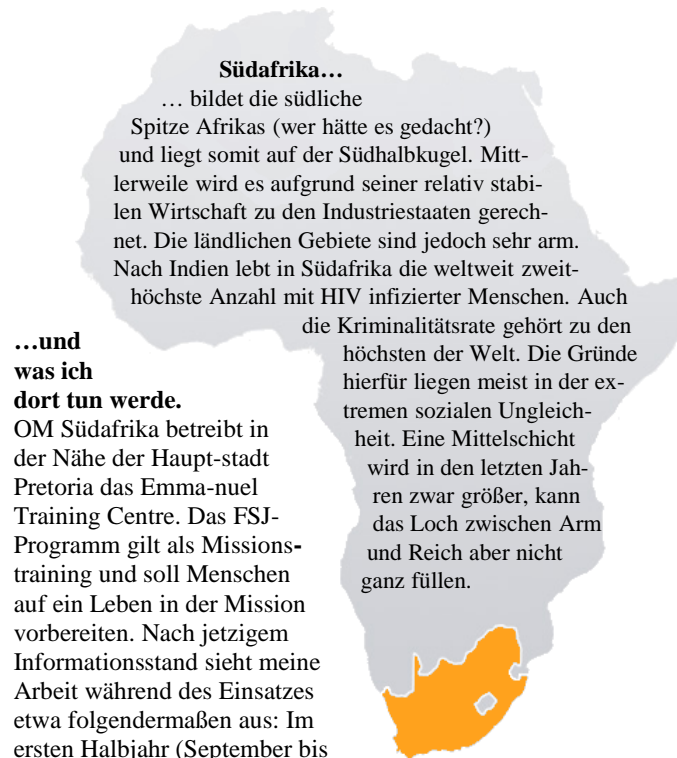 Südafrika…
… bildet die südliche
Spitze Afrikas (wer hätte es gedacht?)
und liegt somit auf der Südhalbkugel. Mitt-
lerweile wird es aufgrund seiner relativ stabi-
len Wirtschaft zu den Industriestaaten gerech-
net. Die ländlichen Gebiete sind jedoch sehr arm.
Nach Indien lebt in Südafrika die weltweit zweit-
höchste Anzahl mit HIV infizierter Menschen. Auch
die Kriminalitätsrate gehört zu den
höchsten der Welt. Die Gründe
hierfür liegen meist in der ex-
tremen sozialen Ungleich-
heit. Eine Mittelschicht
wird in den letzten Jah-
ren zwar größer, kann
das Loch zwischen Arm
und Reich aber nicht
ganz füllen.
…und
was ich
dort tun werde.
OM Südafrika betreibt in
der Nähe der Haupt-stadt
Pretoria das Emma-nuel
Training Centre. Das FSJ-
Programm gilt als Missions-
training und soll Menschen
auf ein Leben in der Mission
vorbereiten. Nach jetzigem
Informationsstand sieht meine
Arbeit während des Einsatzes
etwa folgendermaßen aus: Im
ersten Halbjahr (September bis